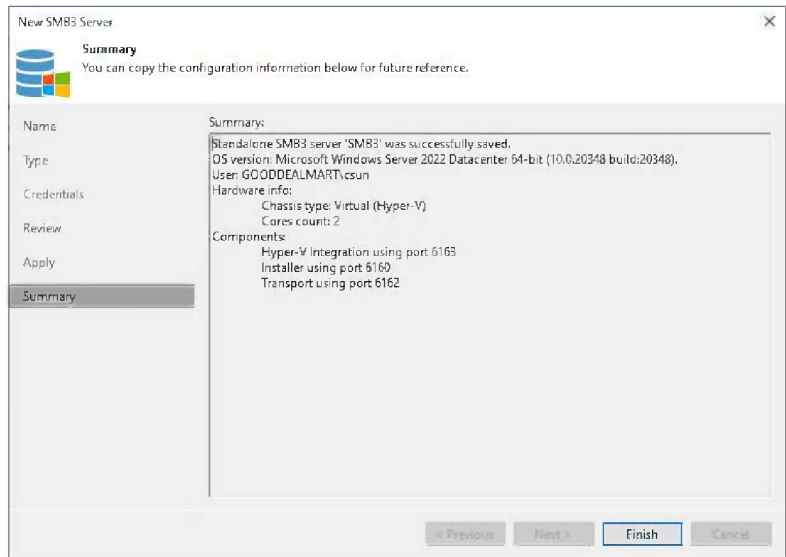 New SMB3 Server
Summary
You can copy the configuration information below for future reference.
Name
Type
Credentials
Review
Apply
Summary
Summary:
Standalone SMB3 server 'SMB3' was successfully saved.
OS version: Microsoft Windows Server 2022 Datacenter 64-bit (10.0.20348 build:20348).
User: GOODDEALMART\csun
Hardware info:
Chassis type: Virtual (Hyper-V)
Cores count: 2
Components:
Hyper-V Integration using port 6163
Installer using port 6160
Transport using port 6162
< Previous Next > Finish Cancel